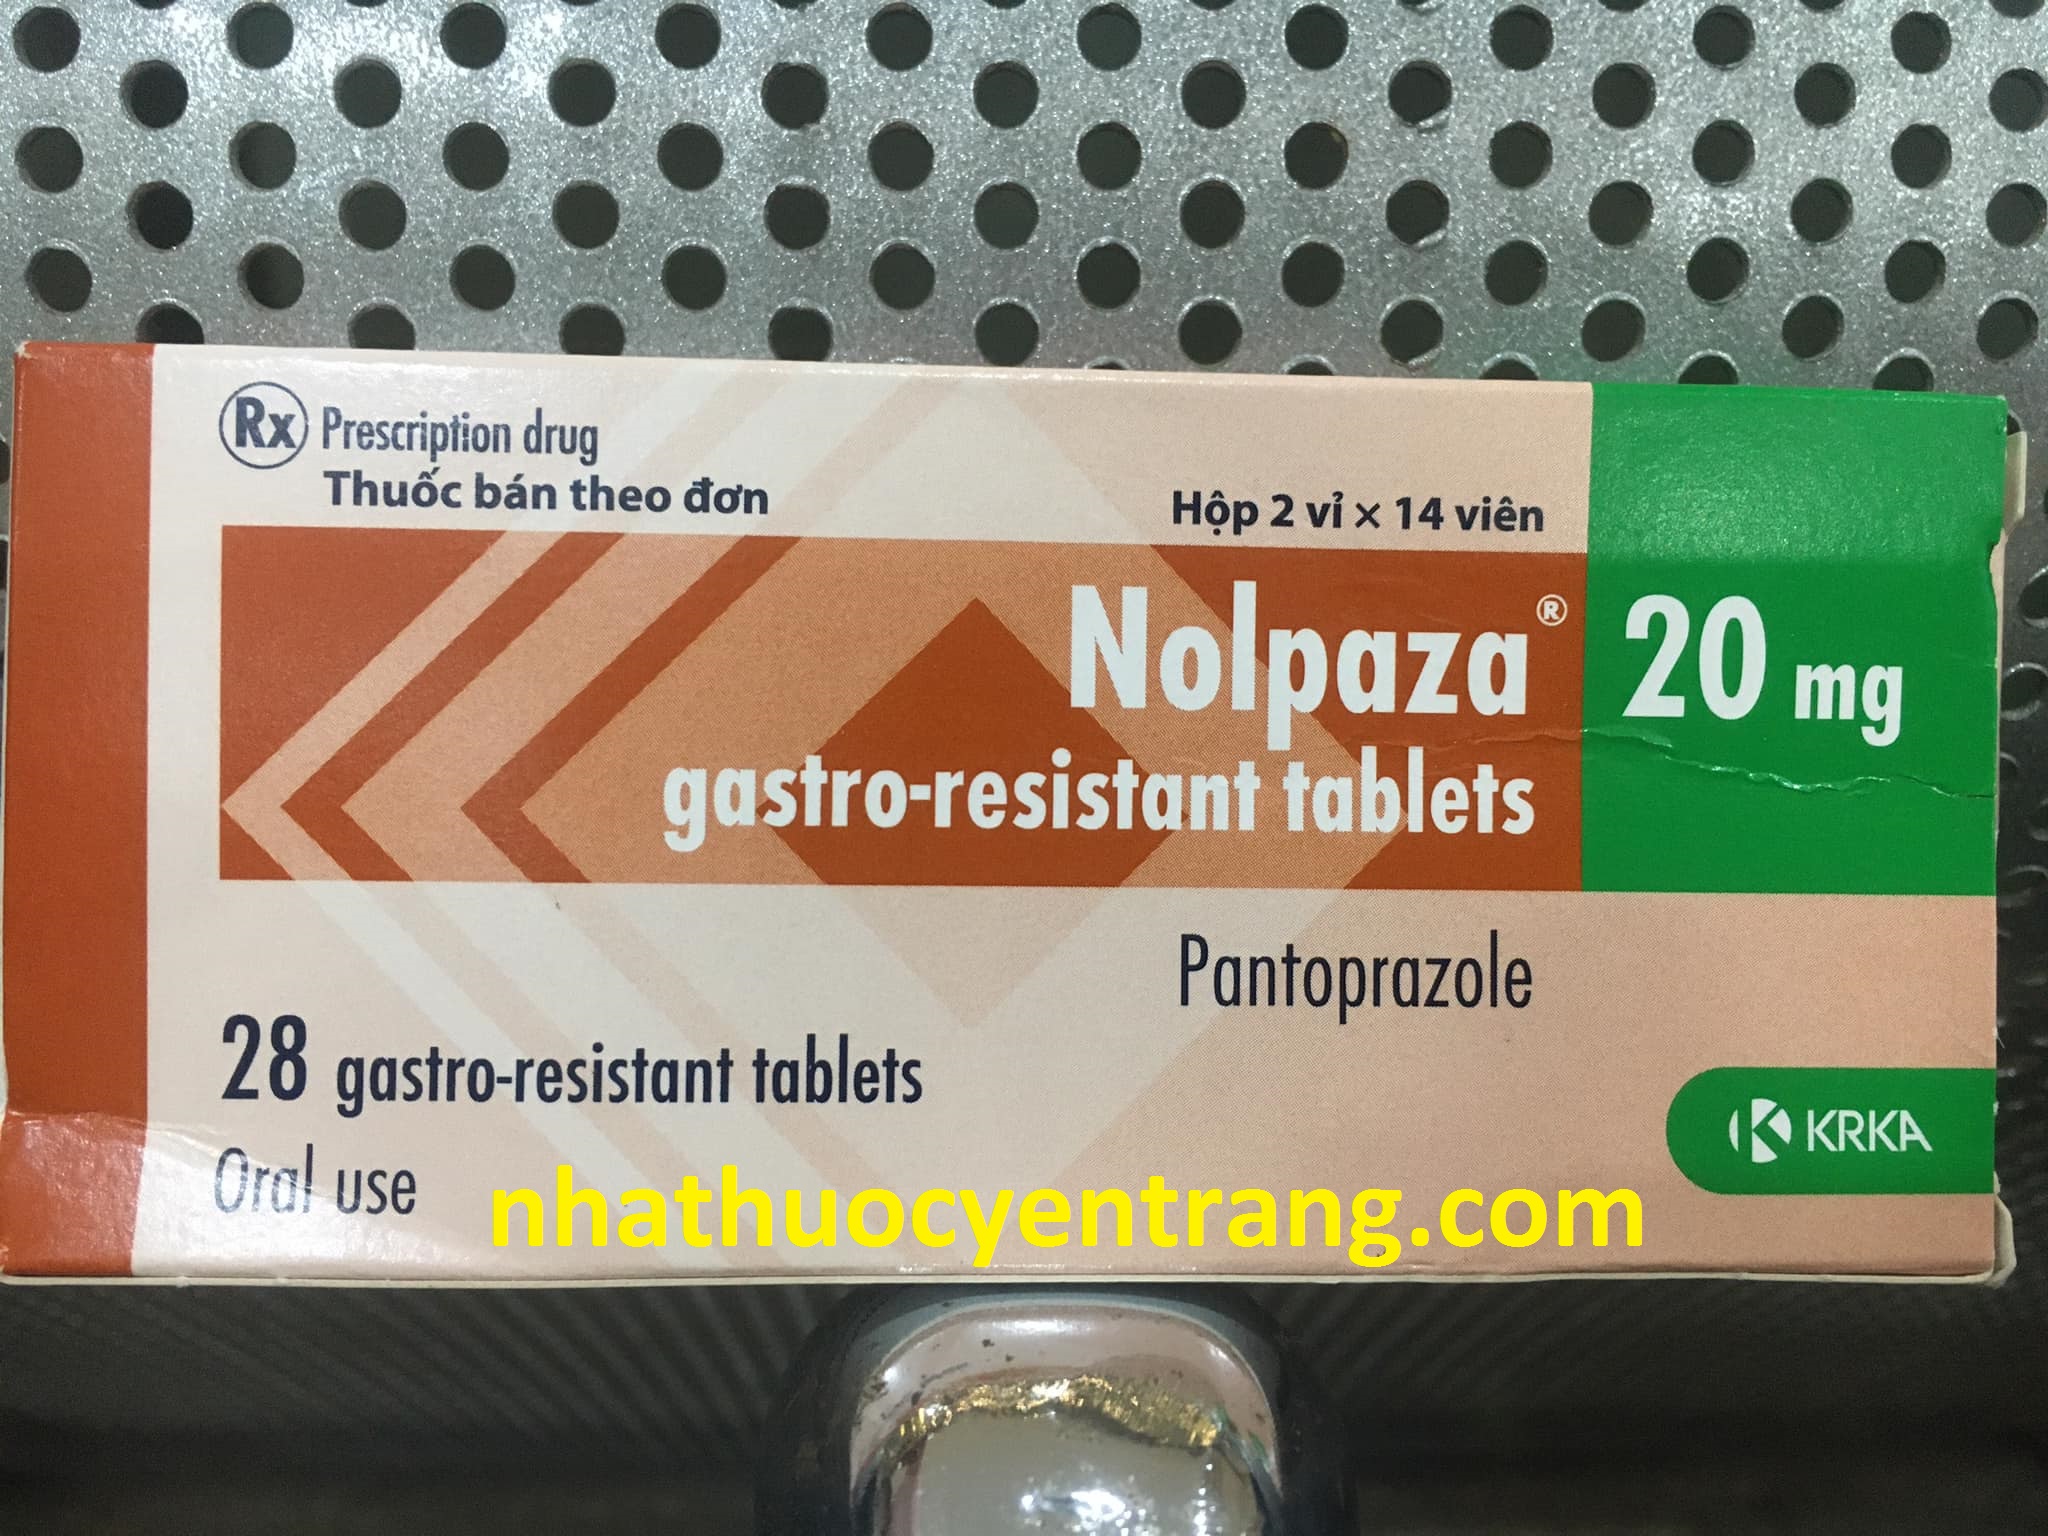 Rx Prescription drug
Thuốc bán theo đơn
Hộp 2 vỉ × 14 viên
Nolpaza® 20 mg
gastro-resistant tablets
Pantoprazole
28 gastro-resistant tablets
KRKA
Oral use
nhathuocyentrang.com